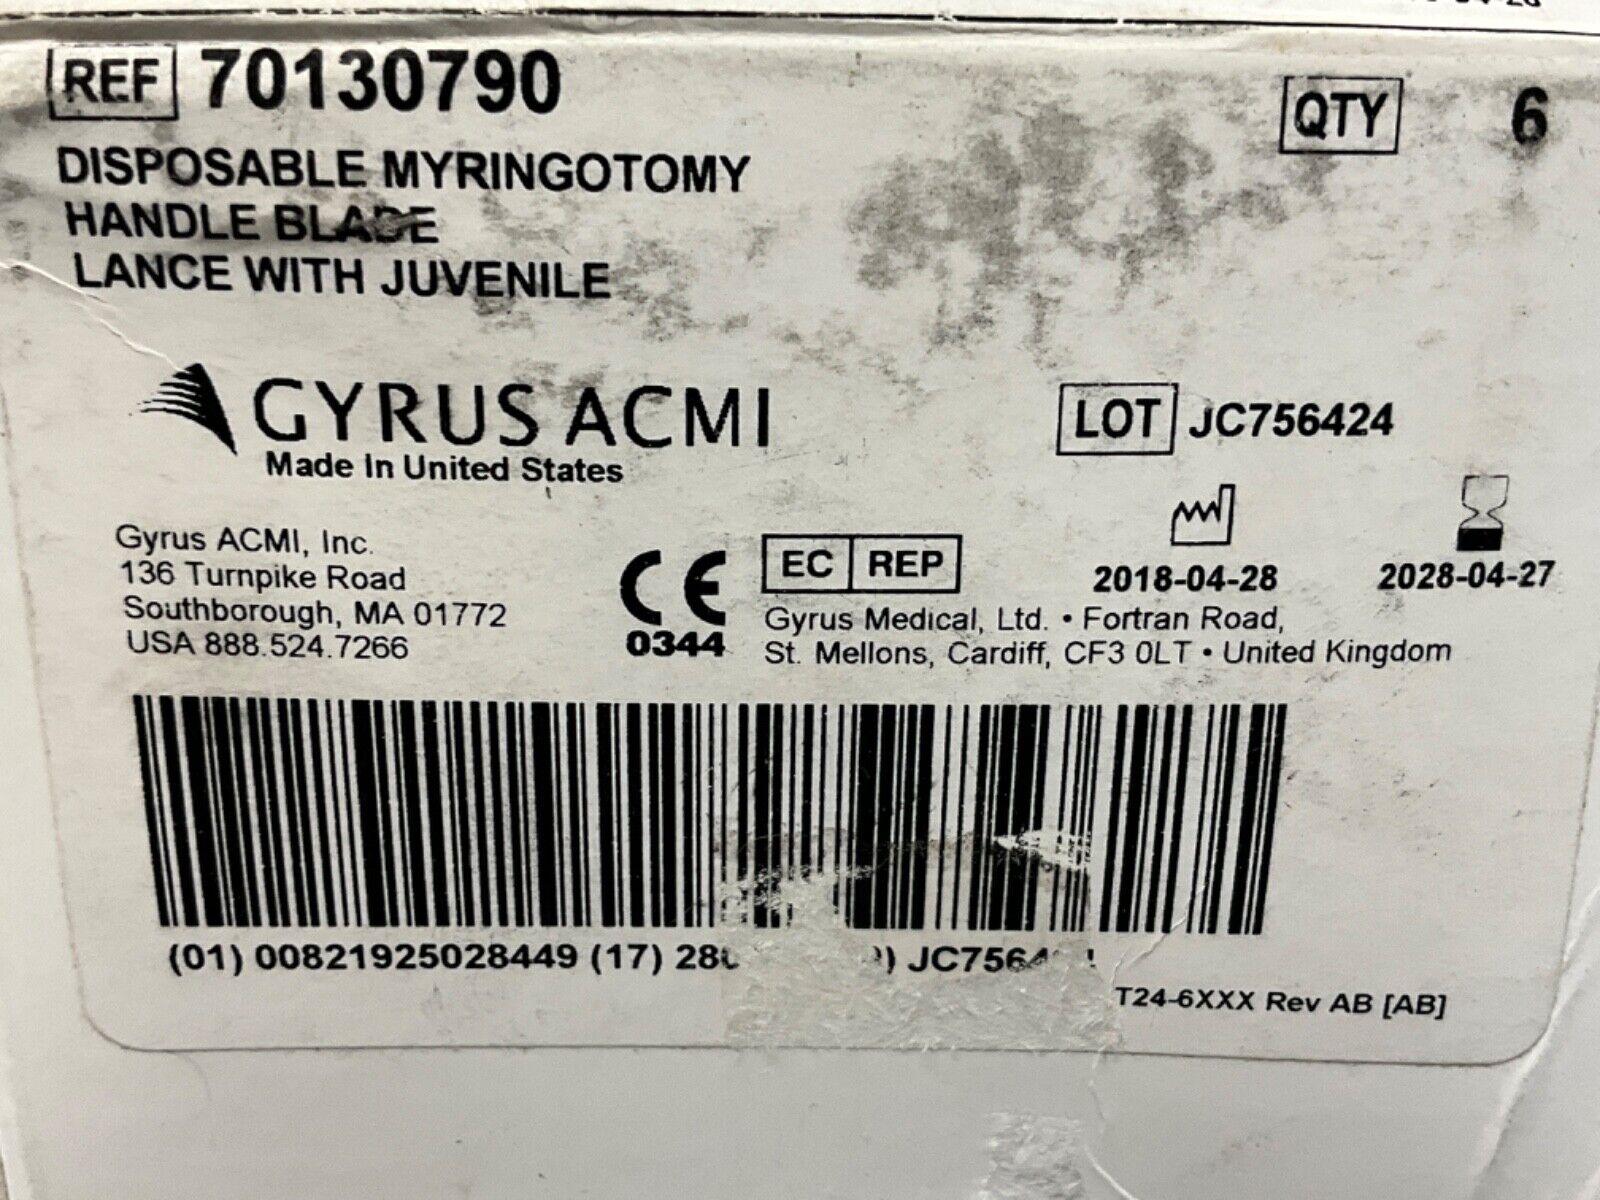 REF 70130790
QTY 6
DISPOSABLE MYRINGOTOMY
HANDLE BLADE
LANCE WITH JUVENILE
GYRUS ACMI
Made In United States
LOT JC756424
Gyrus ACMI, Inc.
136 Turnpike Road
Southborough, MA 01772
USA 888.524.7266
CE
0344
EC REP
2018-04-28
2028-04-27
Gyrus Medical, Ltd. • Fortran Road,
St. Mellons, Cardiff, CF3 0LT • United Kingdom
(01) 00821925028449 (17)
T24-6XXX Rev AB [AB]